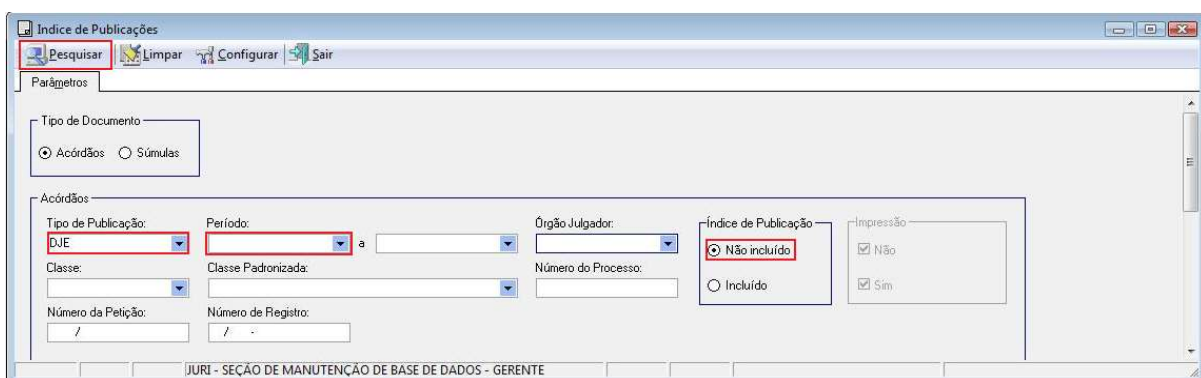 Indice de Publicações
Pesquisar Limpar Configurar Sair
Parâmetros
Tipo de Documento
Acórdãos Súmulas
Acórdãos
Tipo de Publicação: Período: Órgão Julgador: Índice de Publicação Impressão
DJE a Não incluído Não
Classe: Classe Padronizada: Número do Processo:
Incluído Sim
Número da Petição: Número de Registro:
/ / -
JURI - SEÇÃO DE MANUTENÇÃO DE BASE DE DADOS - GERENTE